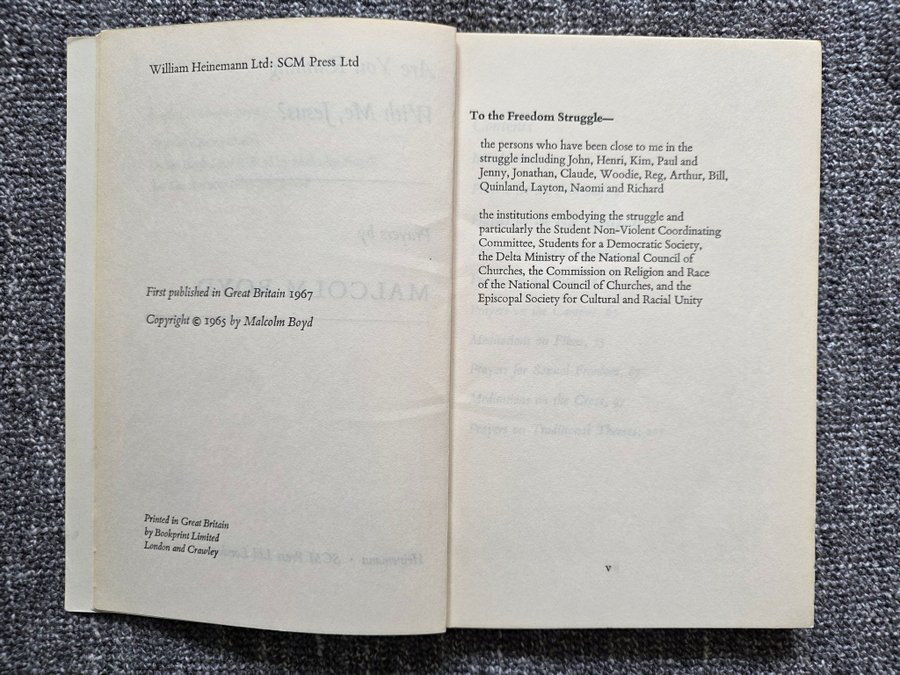 William Heinemann Ltd: SCM Press Ltd
First published in Great Britain 1967
Copyright © 1965 by Malcolm Boyd
Printed in Great Britain
by Bookprint Limited
London and Crawley
To the Freedom Struggle—
the persons who have been close to me in the
struggle including John, Henri, Kim, Paul and
Jenny, Jonathan, Claude, Woodie, Reg, Arthur, Bill,
Quinland, Layton, Naomi and Richard
the institutions embodying the struggle and
particularly the Student Non-Violent Coordinating
Committee, Students for a Democratic Society,
the Delta Ministry of the National Council of
Churches, the Commission on Religion and Race
of the National Council of Churches, and the
Episcopal Society for Cultural and Racial Unity
v